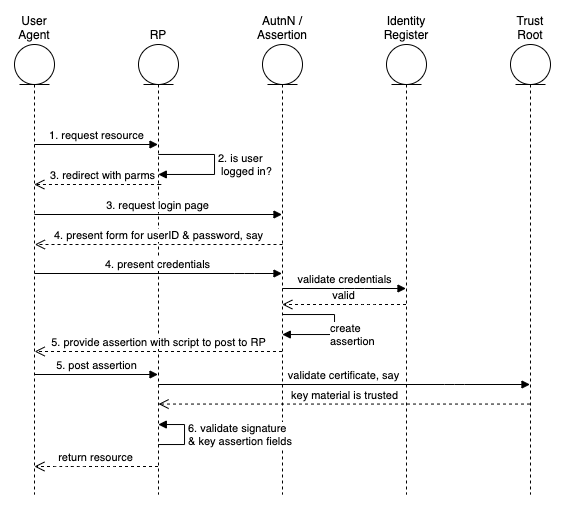 User
Agent
RP
AutnN /
Assertion
Identity
Register
Trust
Root
1. request resource
2. is user
logged in?
3. redirect with parms
3. request login page
4. present form for userID & password, say
4. present credentials
validate credentials
valid
create
assertion
5. provide assertion with script to post to RP
5. post assertion
validate certificate, say
key material is trusted
6. validate signature
& key assertion fields
return resource